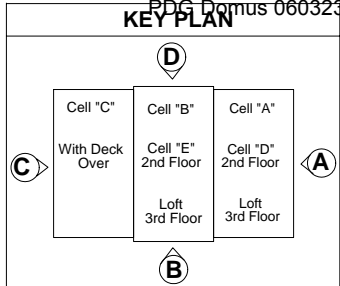 RDG Domus 060323
KEY PLAN
D
Cell "C"
With Deck
Over
Cell "B"
Cell "E"
2nd Floor
Loft
3rd Floor
Cell "A"
Cell "D"
2nd Floor
Loft
3rd Floor
C
A
B